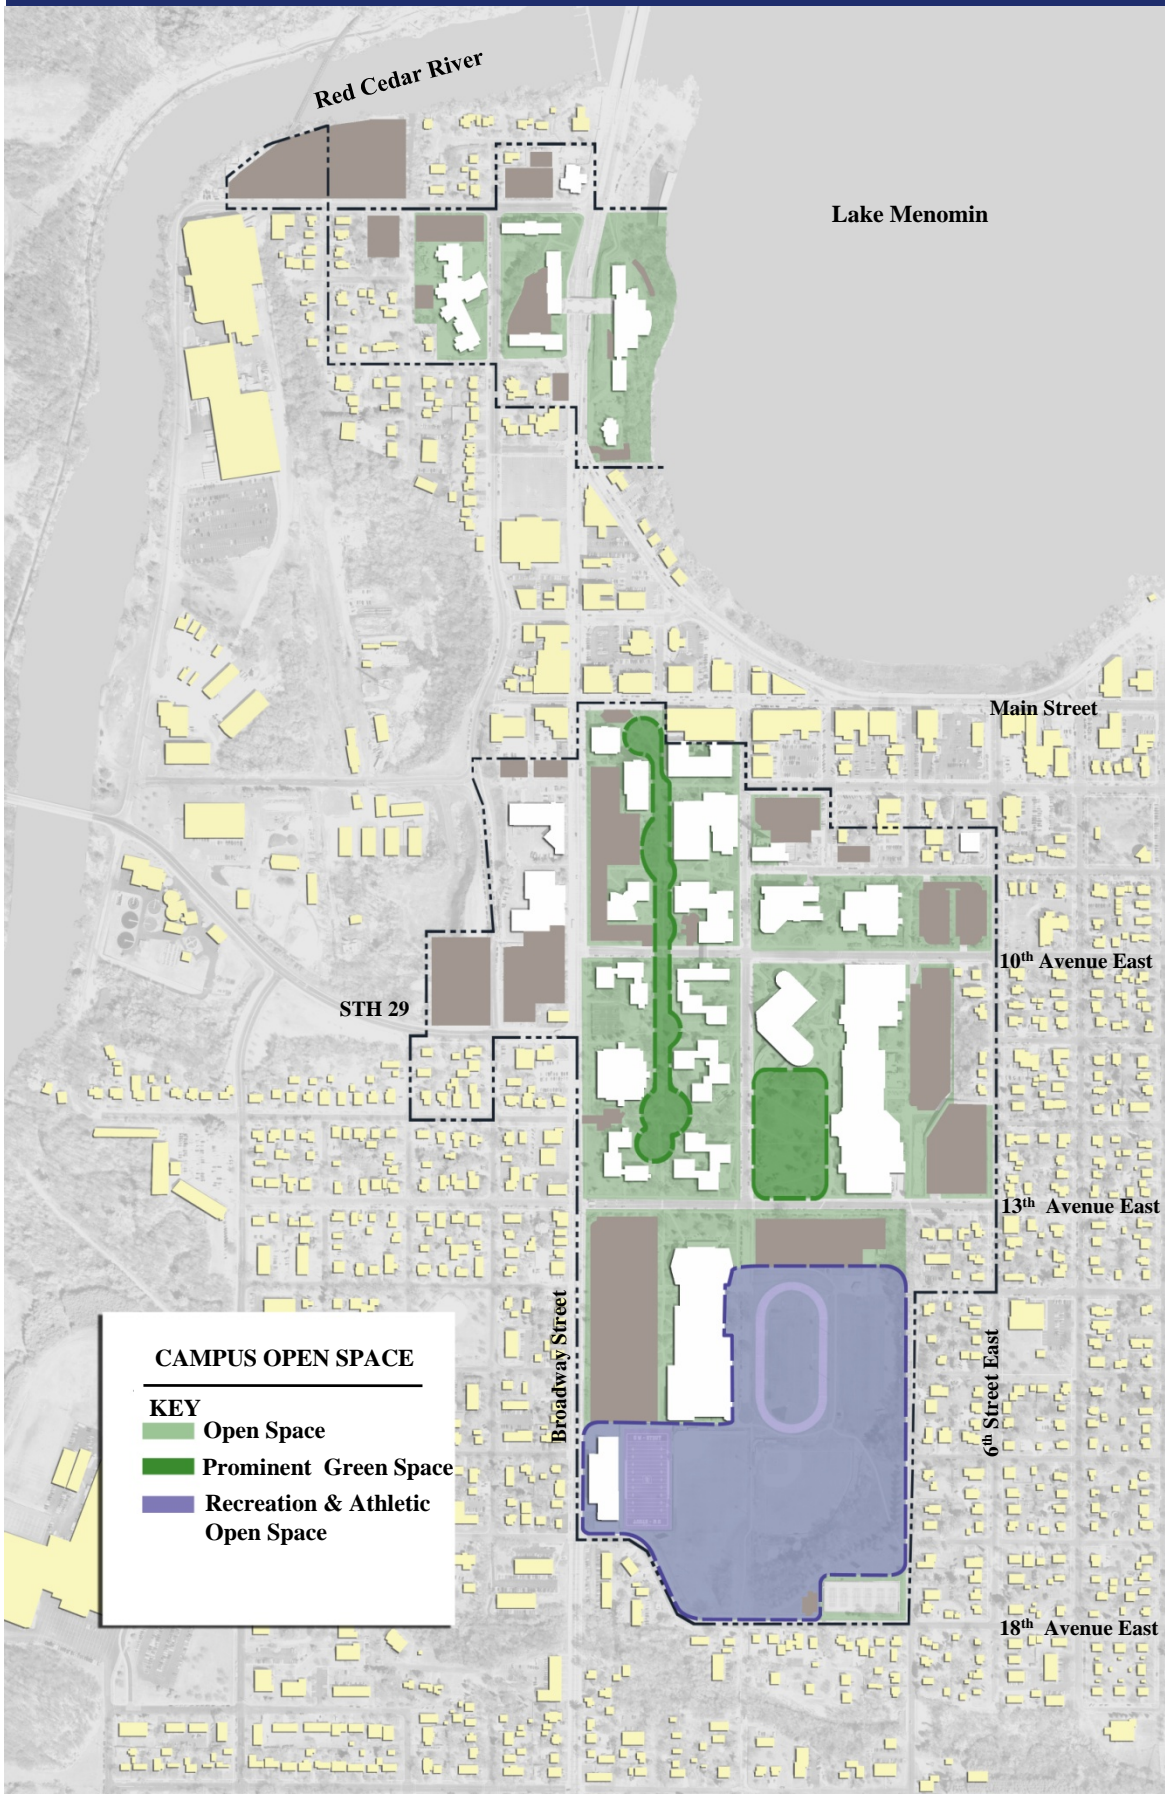 Red Cedar River
Lake Menomin
Main Street
10th Avenue East
STH 29
13th Avenue East
Broadway Street
6th Street East
CAMPUS OPEN SPACE
KEY
Open Space
Prominent Green Space
Recreation & Athletic
Open Space
18th Avenue East